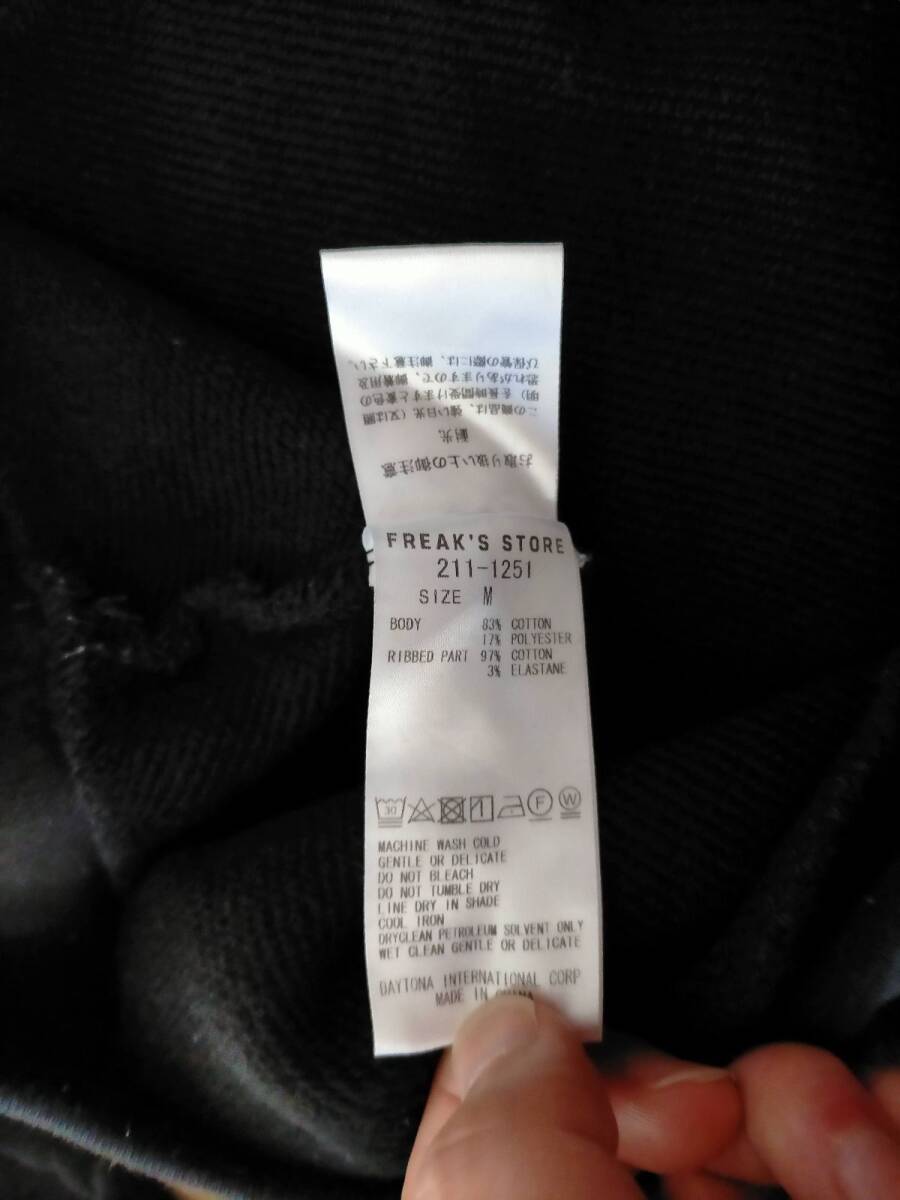 お取り扱い上の御注意
耐光
この商品は、強い日光(又は照
明)を長時間受けますと変色の
恐れがありますので、御着用及
び保管の際には、御注意下さい。
FREAK'S STORE
211-1251
SIZE M
BODY 83% COTTON
17% POLYESTER
RIBBED PART 97% COTTON
3% ELASTANE
30 F W
MACHINE WASH COLD
GENTLE OR DELICATE
DO NOT BLEACH
DO NOT TUMBLE DRY
LINE DRY IN SHADE
COOL IRON
DRYCLEAN PETROLEUM SOLVENT ONLY
WET CLEAN GENTLE OR DELICATE
DAYTONA INTERNATIONAL CORP
MADE IN